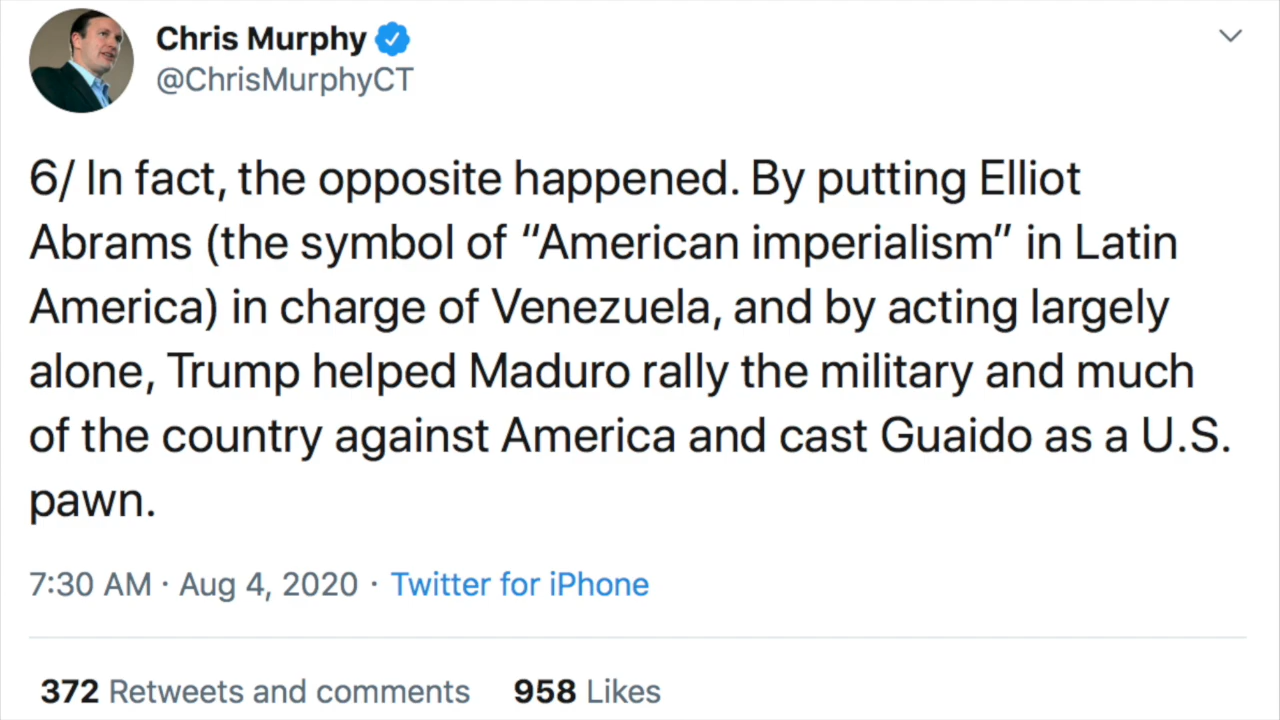 Chris Murphy
@ChrisMurphyCT
6/ In fact, the opposite happened. By putting Elliot
Abrams (the symbol of “American imperialism” in Latin
America) in charge of Venezuela, and by acting largely
alone, Trump helped Maduro rally the military and much
of the country against America and cast Guaido as a U.S.
pawn.
7:30 AM · Aug 4, 2020 · Twitter for iPhone
372 Retweets and comments 958 Likes